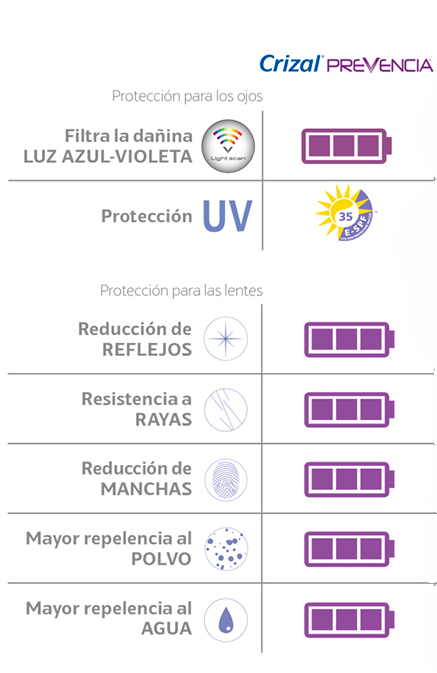 Crizal® PREVENCIA
Protección para los ojos
Filtra la dañina
LUZ AZUL-VIOLETA
Light scan
Protección UV
35
E-SPF
Protección para las lentes
Reducción de
REFLEJOS
Resistencia a
RAYAS
Reducción de
MANCHAS
Mayor repelencia al
POLVO
Mayor repelencia al
AGUA